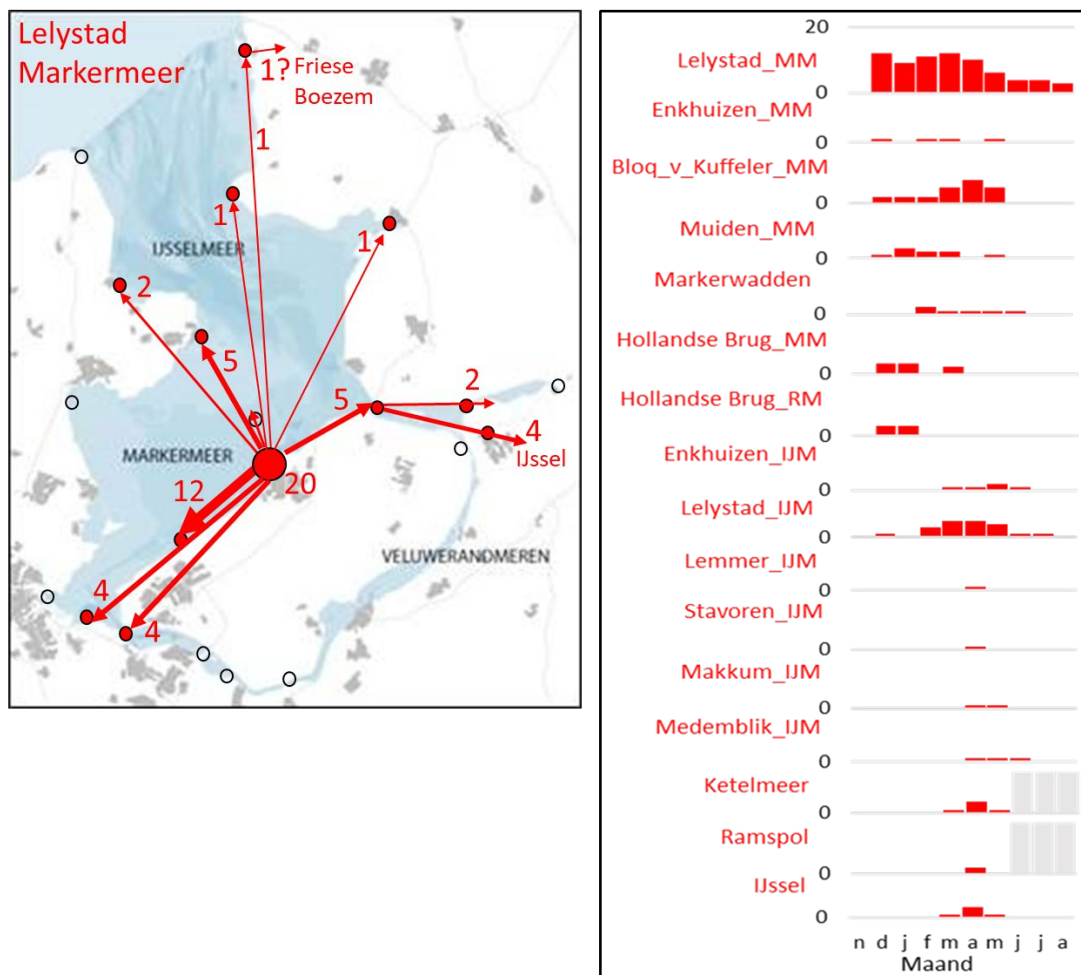 Lelystad
Markermeer
1?
Friese
Boezem
1
1
1
IJSSELMEER
2
5
5
2
4
IJssel
MARKERMEER
20
12
VELUWERANDMEREN
4
4
20
Lelystad_MM
0
Enkhuizen_MM
0
Bloq_v_Kuffeler_MM
0
Muiden_MM
0
Markerwadden
0
Hollandse Brug_MM
0
Hollandse Brug_RM
0
Enkhuizen_IJM
0
Lelystad_IJM
0
Lemmer_IJM
0
Stavoren_IJM
0
Makkum_IJM
0
Medemblik_IJM
0
Ketelmeer
0
Ramspol
0
IJssel
0
n d j f m a m j j a
Maand